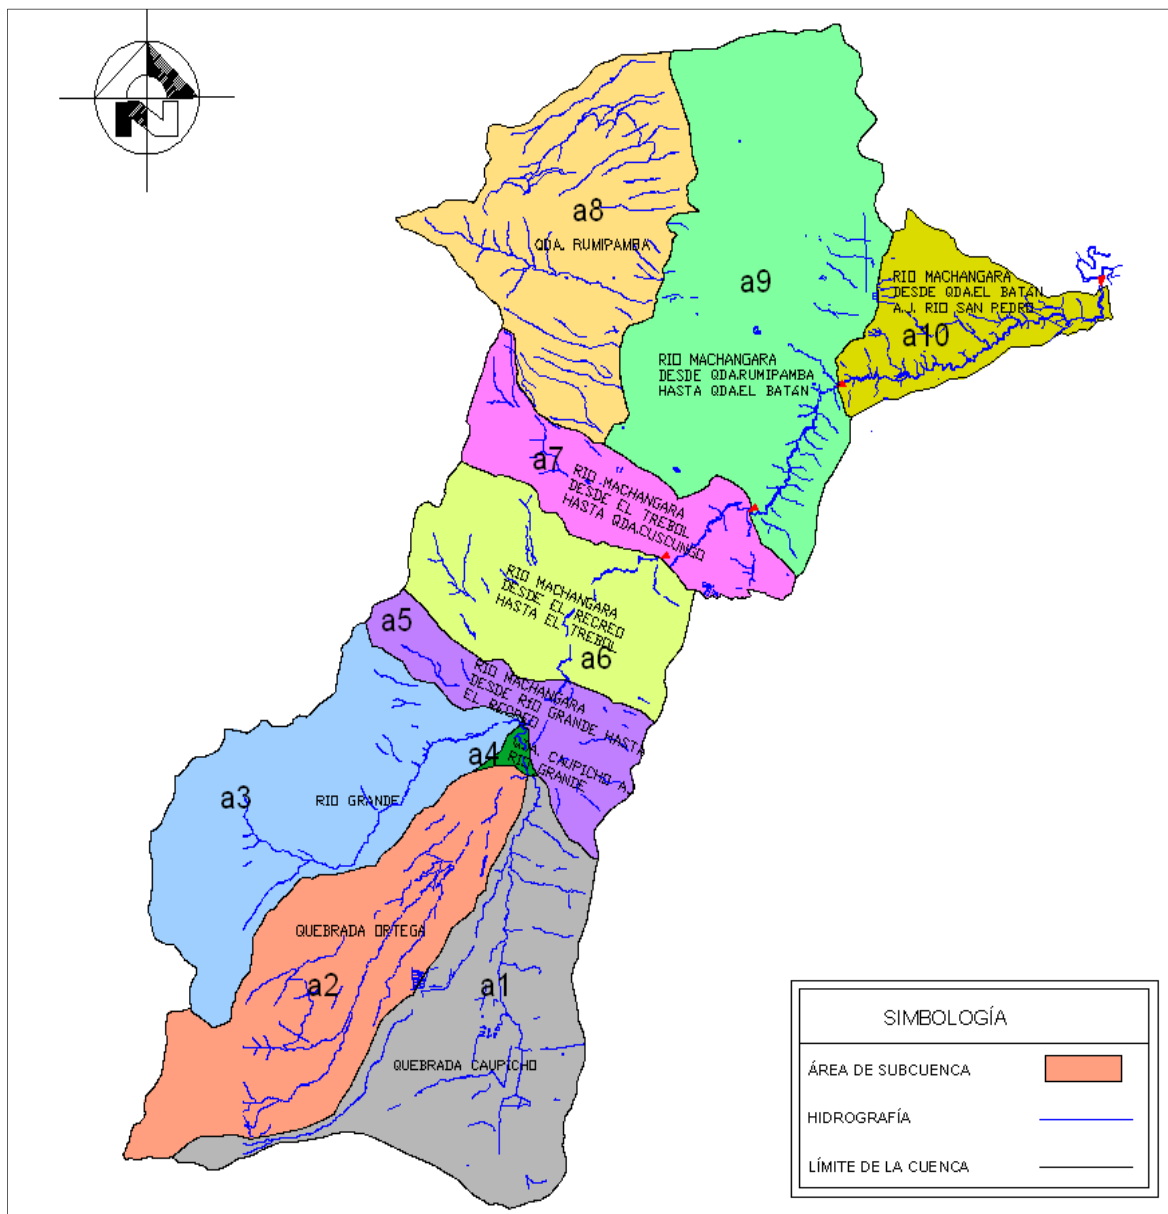 N
a8
QDA. RUMIPAMBA
a9
RIO MACHANGARA
DESDE QDA.RUMIPAMBA
HASTA QDA.EL BATáN
RIO MACHANGARA
DESDE QDA.EL BATáN
A.J. RIO SAN PEDRO
a10
a7
RIO MACHANGARA
DESDE EL TREBOL
HASTA QDA.CUSCUNGO
RIO MACHANGARA
DESDE EL RECREO
HASTA EL TREBOL
a6
a5
RIO MACHANGARA
DESDE RIO GRANDE HASTA
EL RECREO
a4
QDA. CAUPICHO A.J.
RIO GRANDE
a3
RIO GRANDE
QUEBRADA ORTEGA
a2
a1
QUEBRADA CAUPICHO
SIMBOLOGÍA
ÁREA DE SUBCUENCA
HIDROGRAFÍA
LÍMITE DE LA CUENCA